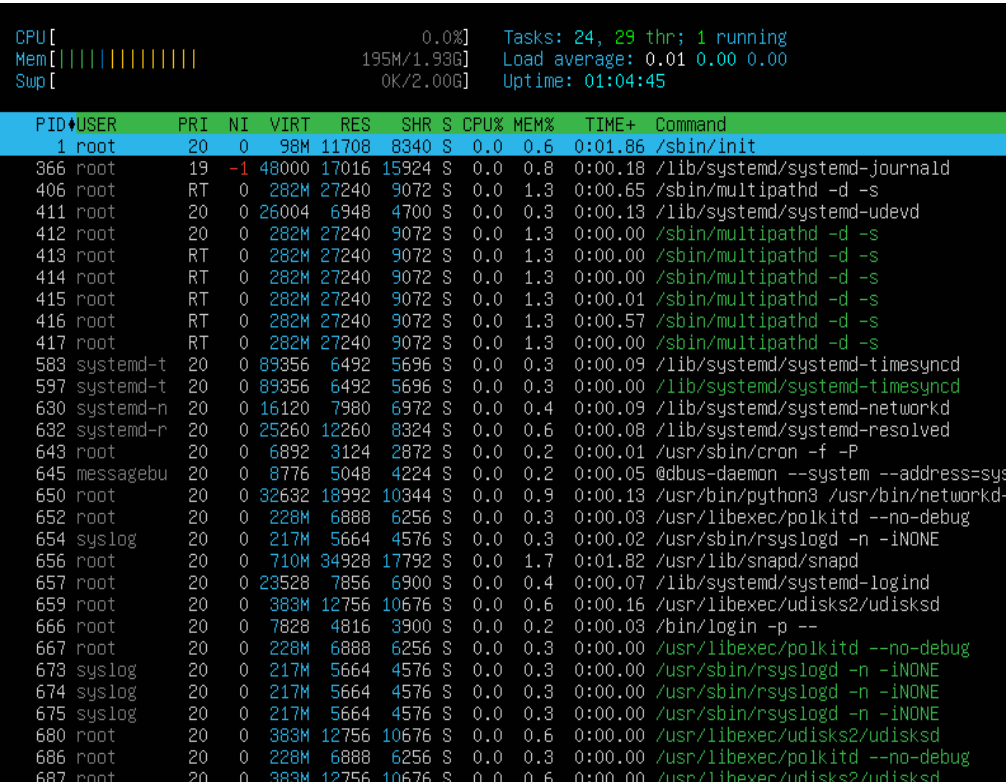 CPU[ 0.0%] Tasks: 24, 29 thr; 1 running
Mem[||||||||||||||| 195M/1.93G] Load average: 0.01 0.00 0.00
Swp[ 0K/2.00G] Uptime: 01:04:45
PID♦USER PRI NI VIRT RES SHR S CPU% MEM% TIME+ Command
1 root 20 0 98M 11708 8340 S 0.0 0.6 0:01.86 /sbin/init
366 root 19 -1 48000 17016 15924 S 0.0 0.8 0:00.18 /lib/systemd/systemd-journald
406 root RT 0 282M 27240 9072 S 0.0 1.3 0:00.65 /sbin/multipathd -d -s
411 root 20 0 26004 6948 4700 S 0.0 0.3 0:00.13 /lib/systemd/systemd-udevd
412 root 20 0 282M 27240 9072 S 0.0 1.3 0:00.00 /sbin/multipathd -d -s
413 root RT 0 282M 27240 9072 S 0.0 1.3 0:00.00 /sbin/multipathd -d -s
414 root RT 0 282M 27240 9072 S 0.0 1.3 0:00.00 /sbin/multipathd -d -s
415 root RT 0 282M 27240 9072 S 0.0 1.3 0:00.01 /sbin/multipathd -d -s
416 root RT 0 282M 27240 9072 S 0.0 1.3 0:00.57 /sbin/multipathd -d -s
417 root RT 0 282M 27240 9072 S 0.0 1.3 0:00.00 /sbin/multipathd -d -s
583 systemd-t 20 0 89356 6492 5696 S 0.0 0.3 0:00.09 /lib/systemd/systemd-timesyncd
597 systemd-t 20 0 89356 6492 5696 S 0.0 0.3 0:00.00 /lib/systemd/systemd-timesyncd
630 systemd-n 20 0 16120 7980 6972 S 0.0 0.4 0:00.09 /lib/systemd/systemd-networkd
632 systemd-r 20 0 25260 12260 8324 S 0.0 0.6 0:00.08 /lib/systemd/systemd-resolved
643 root 20 0 6892 3124 2872 S 0.0 0.2 0:00.01 /usr/sbin/cron -f -P
645 messagebu 20 0 8776 5048 4224 S 0.0 0.2 0:00.05 @dbus-daemon --system --address=sys
650 root 20 0 32632 18992 10344 S 0.0 0.9 0:00.13 /usr/bin/python3 /usr/bin/networkd-
652 root 20 0 228M 6888 6256 S 0.0 0.3 0:00.03 /usr/libexec/polkitd --no-debug
654 syslog 20 0 217M 5664 4576 S 0.0 0.3 0:00.02 /usr/sbin/rsyslogd -n -iNONE
656 root 20 0 710M 34928 17792 S 0.0 1.7 0:01.82 /usr/lib/snapd/snapd
657 root 20 0 23528 7856 6900 S 0.0 0.4 0:00.07 /lib/systemd/systemd-logind
659 root 20 0 383M 12756 10676 S 0.0 0.6 0:00.16 /usr/libexec/udisks2/udisksd
666 root 20 0 7828 4816 3900 S 0.0 0.2 0:00.03 /bin/login -p --
667 root 20 0 228M 6888 6256 S 0.0 0.3 0:00.00 /usr/libexec/polkitd --no-debug
673 syslog 20 0 217M 5664 4576 S 0.0 0.3 0:00.00 /usr/sbin/rsyslogd -n -iNONE
674 syslog 20 0 217M 5664 4576 S 0.0 0.3 0:00.00 /usr/sbin/rsyslogd -n -iNONE
675 syslog 20 0 217M 5664 4576 S 0.0 0.3 0:00.00 /usr/sbin/rsyslogd -n -iNONE
680 root 20 0 383M 12756 10676 S 0.0 0.6 0:00.00 /usr/libexec/udisks2/udisksd
686 root 20 0 228M 6888 6256 S 0.0 0.3 0:00.00 /usr/libexec/polkitd --no-debug
687 root 20 0 383M 12756 10676 S 0.0 0.6 0:00.00 /usr/libexec/udisks2/udisksd